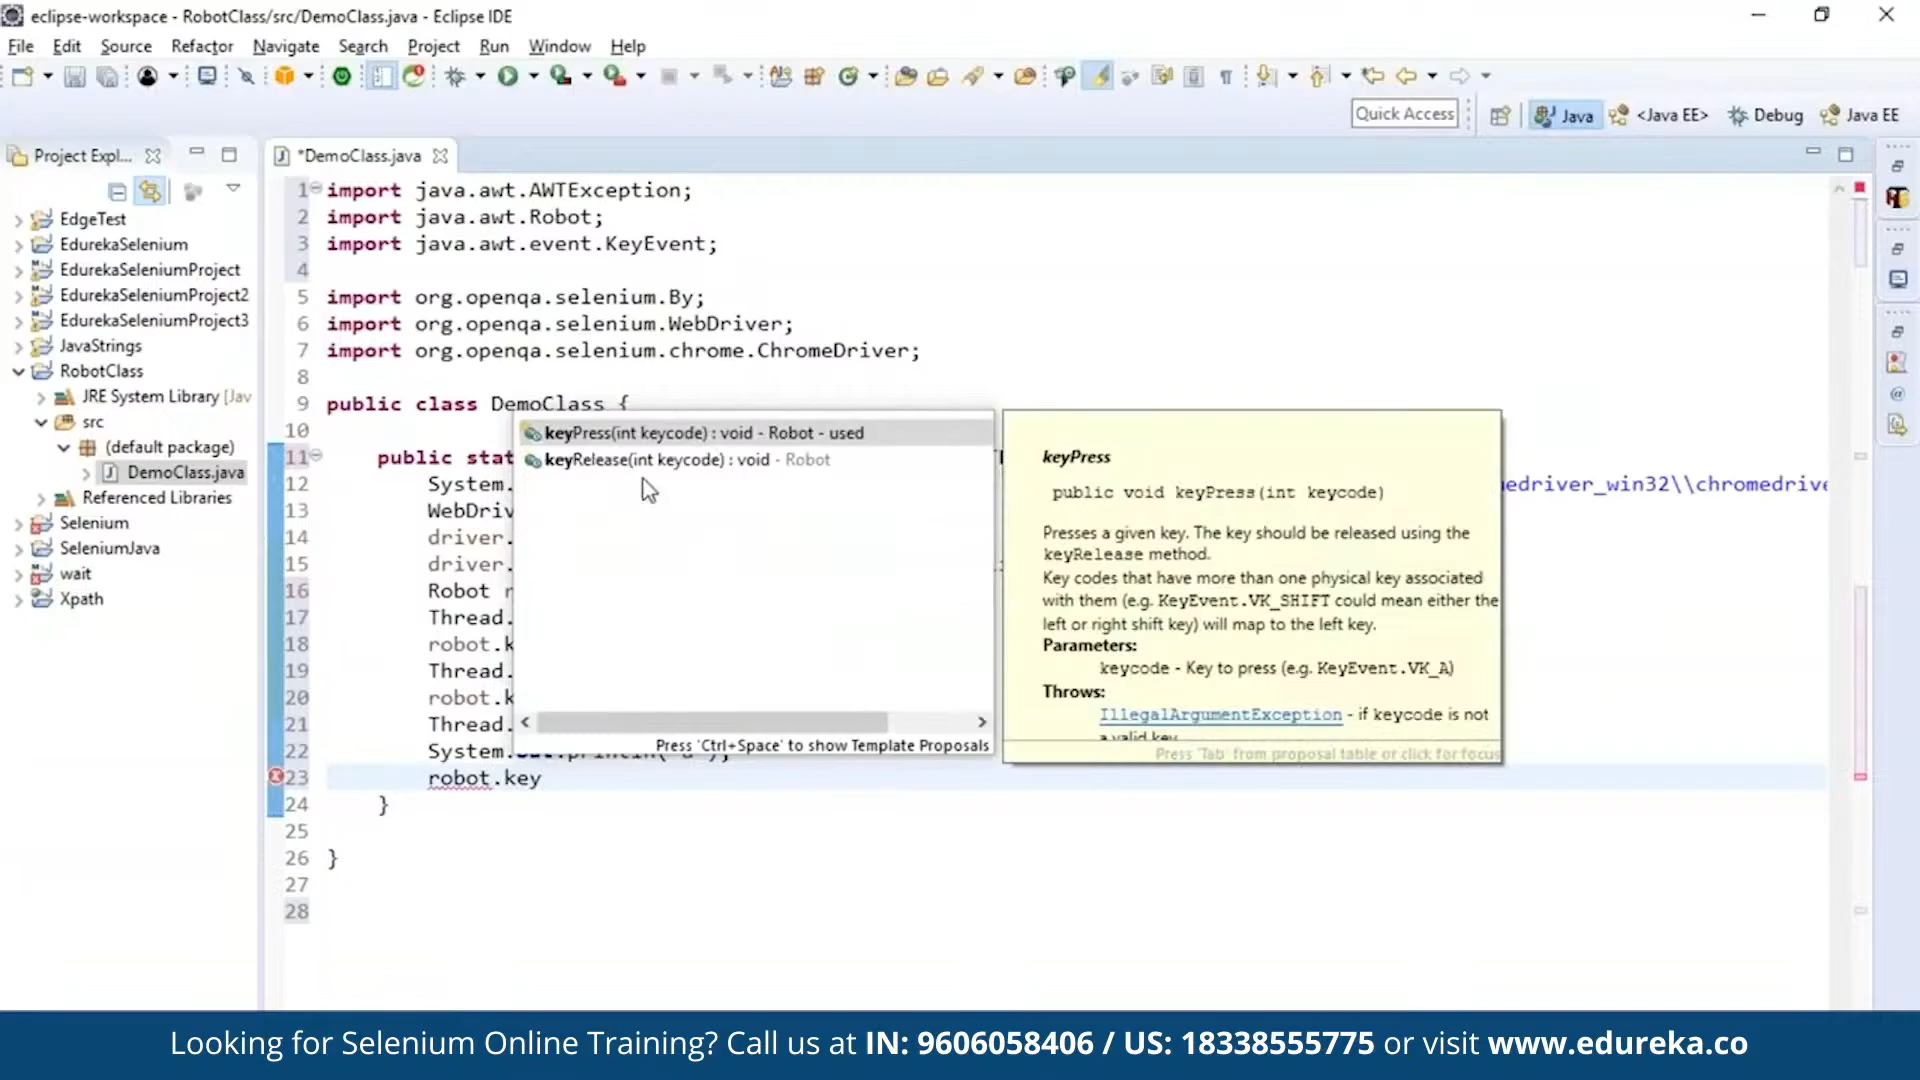 eclipse-workspace - RobotClass/src/DemoClass.java - Eclipse IDE
File Edit Source Refactor Navigate Search Project Run Window Help
Quick Access
Java <Java EE> Debug Java EE
Project Expl...
EdgeTest
EdurekaSelenium
EdurekaSeleniumProject
EdurekaSeleniumProject2
EdurekaSeleniumProject3
JavaStrings
RobotClass
JRE System Library [Jav
src
(default package)
DemoClass.java
Referenced Libraries
Selenium
SeleniumJava
wait
Xpath
*DemoClass.java
1 import java.awt.AWTException;
2 import java.awt.Robot;
3 import java.awt.event.KeyEvent;
4
5 import org.openqa.selenium.By;
6 import org.openqa.selenium.WebDriver;
7 import org.openqa.selenium.chrome.ChromeDriver;
8
9 public class DemoClass {
10
11 public stat
12 System. edriver_win32\\chromedrive
13 WebDriv
14 driver.
15 driver.
16 Robot r
17 Thread.
18 robot.k
19 Thread.
20 robot.k
21 Thread.
22 System.
23 robot.key
24 }
25
26 }
27
28
keyPress(int keycode) : void - Robot - used
keyRelease(int keycode) : void - Robot
Press 'Ctrl+Space' to show Template Proposals
keyPress
public void keyPress(int keycode)
Presses a given key. The key should be released using the
keyRelease method.
Key codes that have more than one physical key associated
with them (e.g. KeyEvent.VK_SHIFT could mean either the
left or right shift key) will map to the left key.
Parameters:
keycode - Key to press (e.g. KeyEvent.VK_A)
Throws:
IllegalArgumentException - if keycode is not
a valid key
Press 'Tab' from proposal table or click for focus
Looking for Selenium Online Training? Call us at IN: 9606058406 / US: 18338555775 or visit www.edureka.co